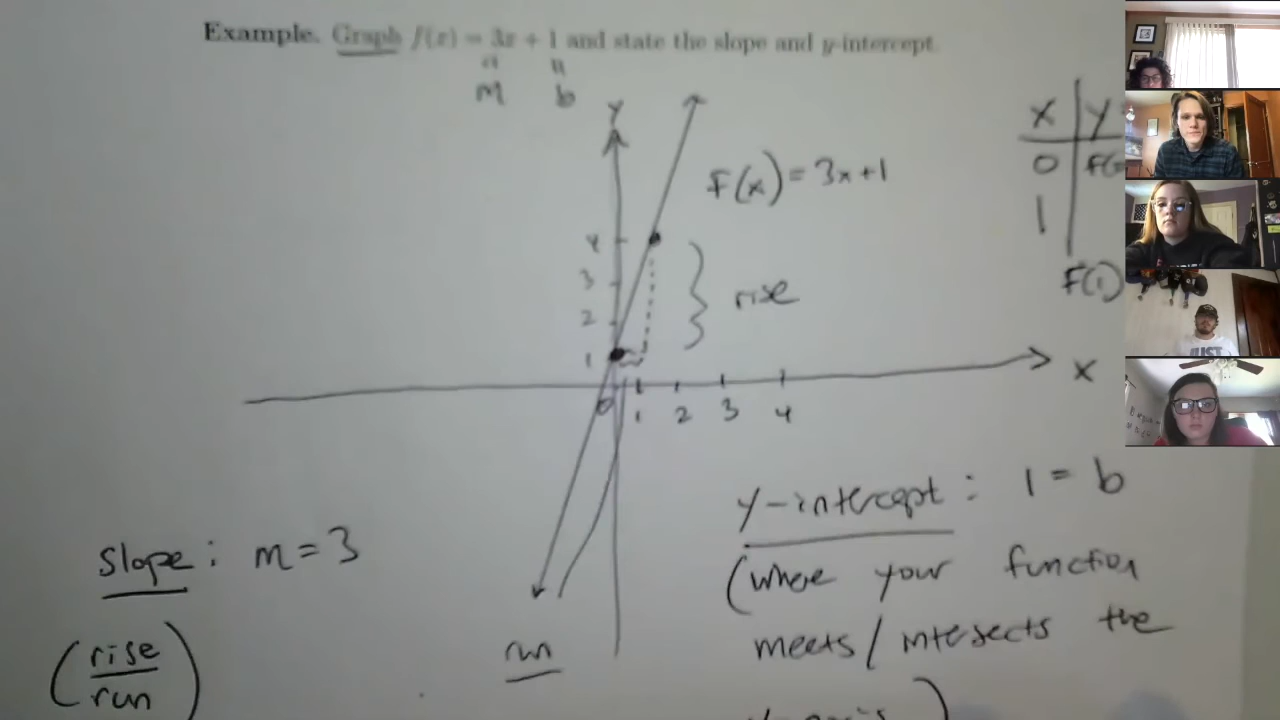 Example. Graph f(x) = 3x + 1 and state the slope and y-intercept.
m b
Y
F(x) = 3x+1
x y
0 F(
1
F(1)
4
3
2
1
rise
0 1 2 3 4
x
y-intercept : 1 = b
(where your function
meets/intersects the
slope : m = 3
(rise
run)
run
JUST